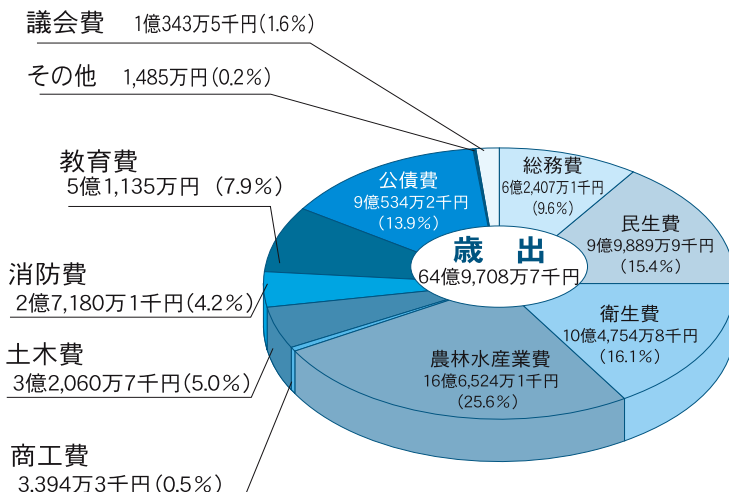 議会費 1億343万5千円(1.6%)
その他 1,485万円(0.2%)
教育費
5億1,135万円 (7.9%)
消防費
2億7,180万1千円(4.2%)
土木費
3億2,060万7千円(5.0%)
商工費
3,394万3千円(0.5%)
公債費
9億534万2千円
(13.9%)
総務費
6億2,407万1千円
(9.6%)
民生費
9億9,889万9千円
(15.4%)
衛生費
10億4,754万8千円
(16.1%)
農林水産業費
16億6,524万1千円
(25.6%)
歳 出
64億9,708万7千円